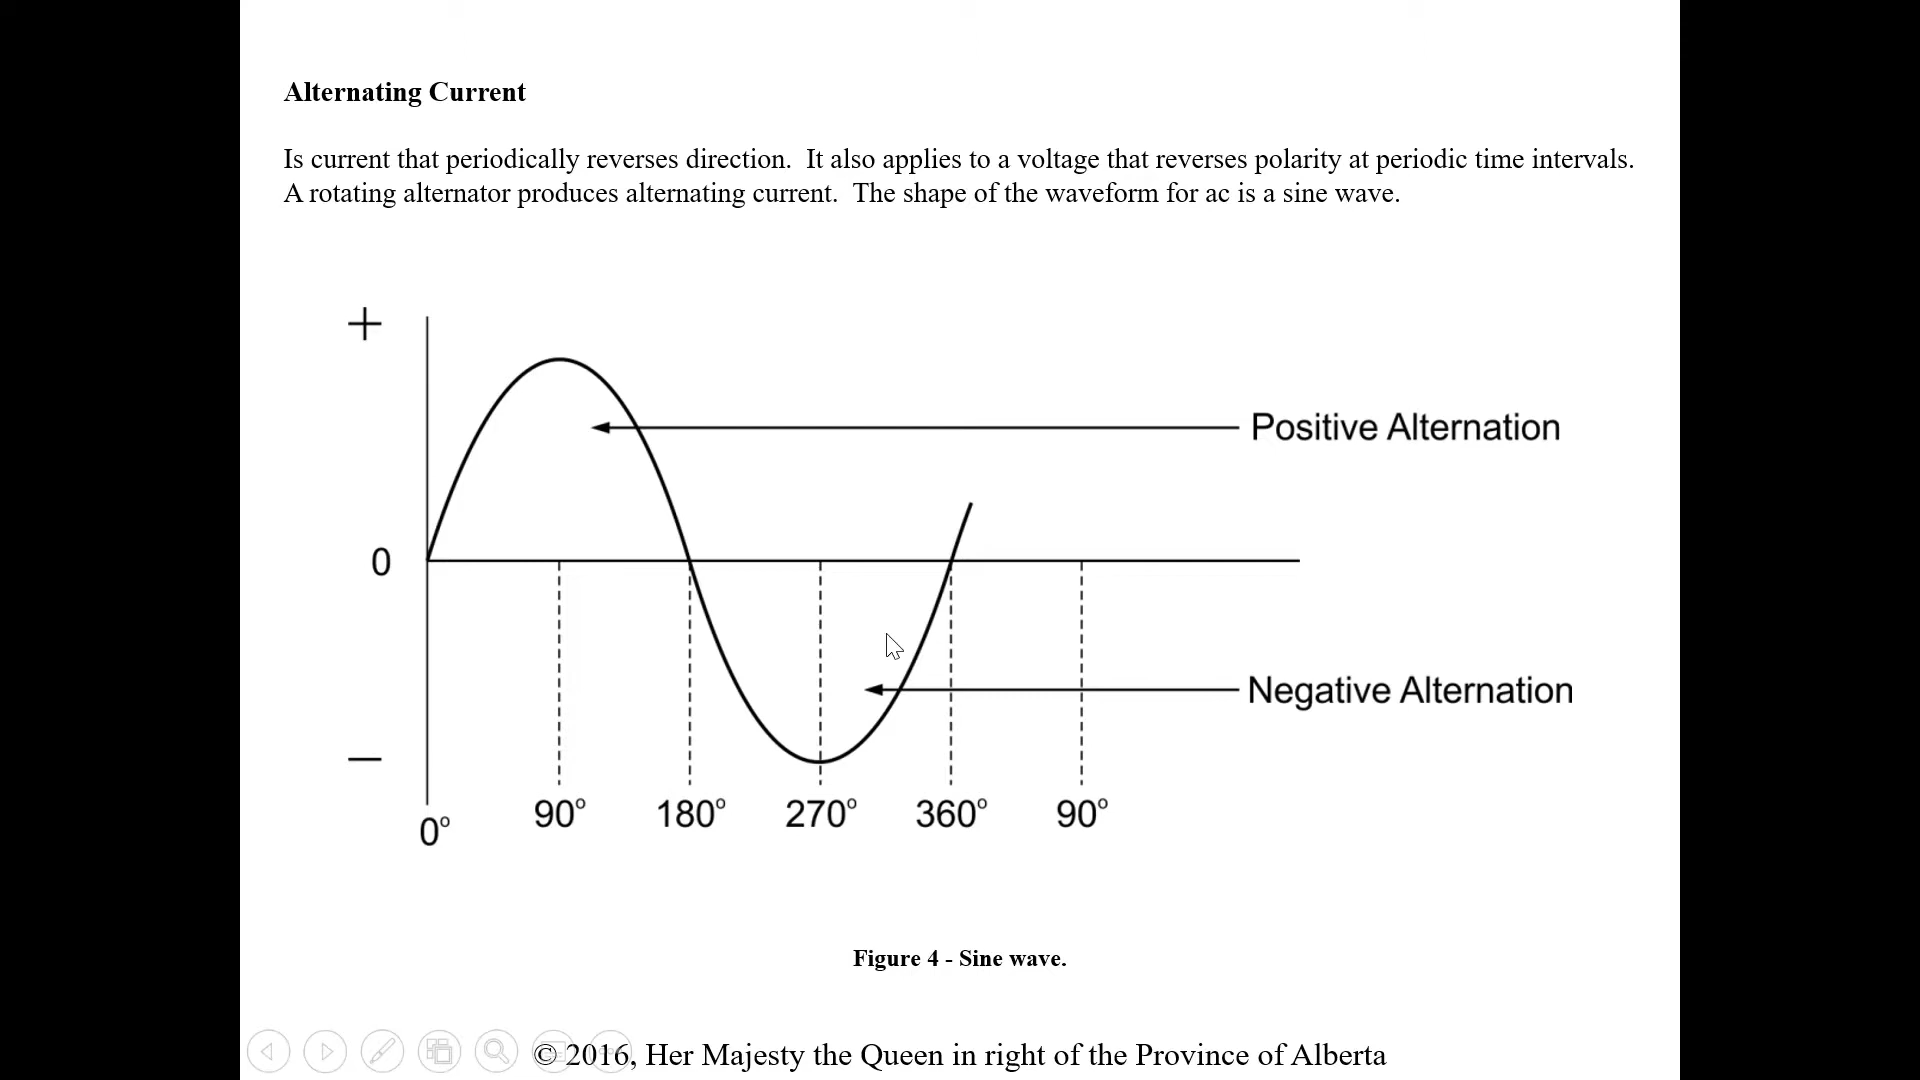 Alternating Current
Is current that periodically reverses direction.  It also applies to a voltage that reverses polarity at periodic time intervals.
A rotating alternator produces alternating current.  The shape of the waveform for ac is a sine wave.
+
Positive Alternation
0
Negative Alternation
–
0° 90° 180° 270° 360° 90°
Figure 4 - Sine wave.
© 2016, Her Majesty the Queen in right of the Province of Alberta